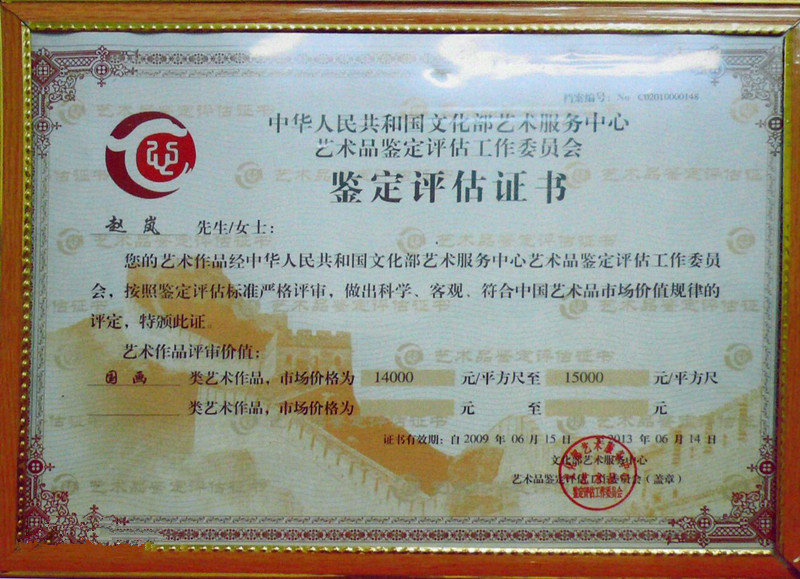 档案编号：No CB2010060144
中华人民共和国文化部艺术服务中心
艺术品鉴定评估工作委员会
鉴定评估证书
赵岚 先生/女士：
您的艺术作品经中华人民共和国文化部艺术服务中心艺术品鉴定评估工作委员
会，按照鉴定评估标准严格评审，做出科学、客观、符合中国艺术品市场价值规律的
评定，特颁此证。
艺术作品评审价值：
国画 类艺术作品，市场价格为 14000 元/平方尺至 15000 元/平方尺
类艺术作品，市场价格为 元 至 元
证书有效期：自 2009 年 06 月 15 日 2013 年 06 月 14 日
文化部艺术服务中心
艺术品鉴定评估工作委员会（盖章）